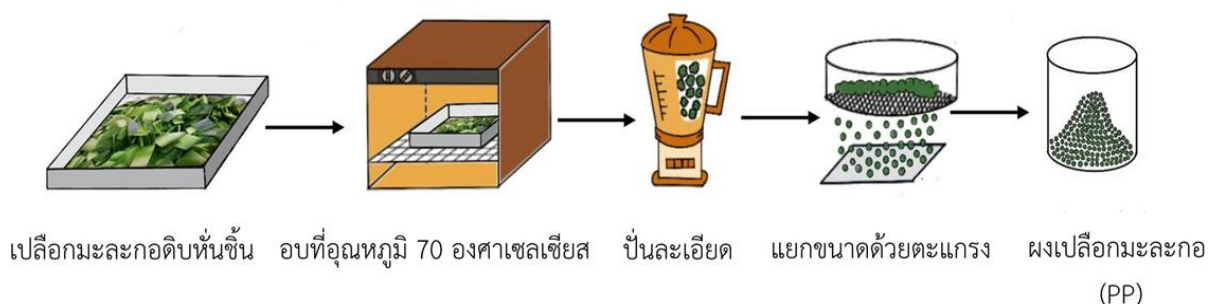 เปลือกมะละกอดิบหั่นชิ้น
อบที่อุณหภูมิ 70 องศาเซลเซียส
ปั่นละเอียด
แยกขนาดด้วยตะแกรง
ผงเปลือกมะละกอ
(PP)